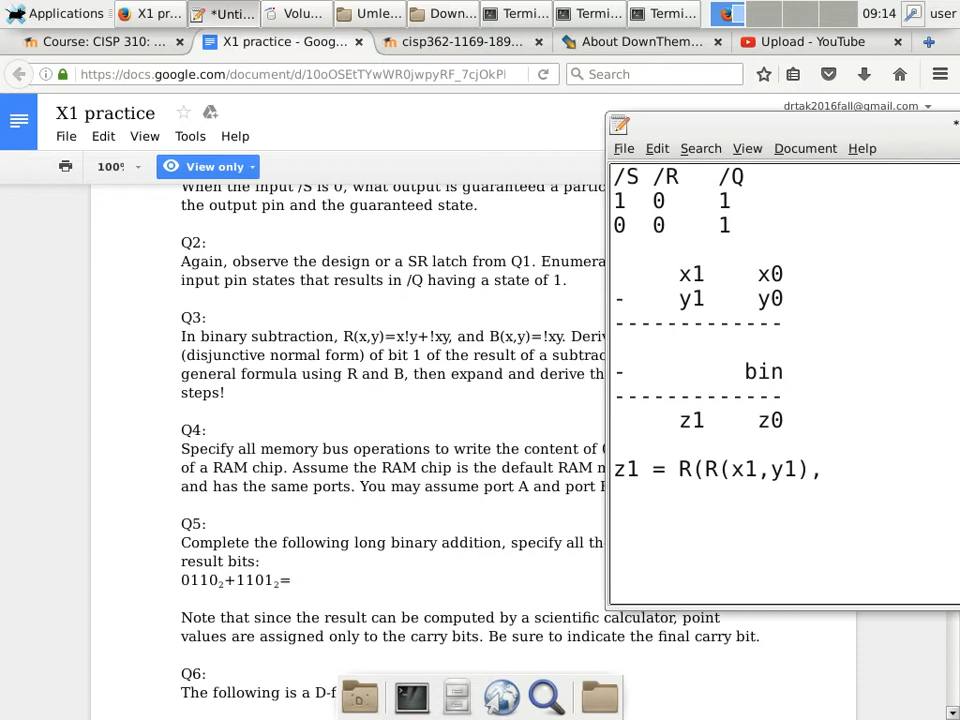 Applications
X1 pr...
*Unti...
Volu...
Umle...
Down...
Termi...
Termi...
Termi...
09:14
user
Course: CISP 310: ...
X1 practice - Goog...
cisp362-1169-189...
About DownThem...
Upload - YouTube
https://docs.google.com/document/d/10oOSEtTYwWR0jwpyRF_7cjOkPl
Search
X1 practice
drtak2016fall@gmail.com
File Edit View Tools Help
100%
View only
When the input /S is 0, what output is guaranteed a partic
the output pin and the guaranteed state.
Q2:
Again, observe the design or a SR latch from Q1. Enumera
input pin states that results in /Q having a state of 1.
Q3:
In binary subtraction, R(x,y)=x!y+!xy, and B(x,y)=!xy. Deriv
(disjunctive normal form) of bit 1 of the result of a subtrac
general formula using R and B, then expand and derive th
steps!
Q4:
Specify all memory bus operations to write the content of
of a RAM chip. Assume the RAM chip is the default RAM m
and has the same ports. You may assume port A and port
Q5:
Complete the following long binary addition, specify all the
result bits:
0110₂+1101₂=
Note that since the result can be computed by a scientific calculator, point
values are assigned only to the carry bits. Be sure to indicate the final carry bit.
Q6:
The following is a D-f
*
File Edit Search View Document Help
/S /R /Q
1 0 1
0 0 1
x1 x0
- y1 y0
-------------
- bin
-------------
z1 z0
z1 = R(R(x1,y1),